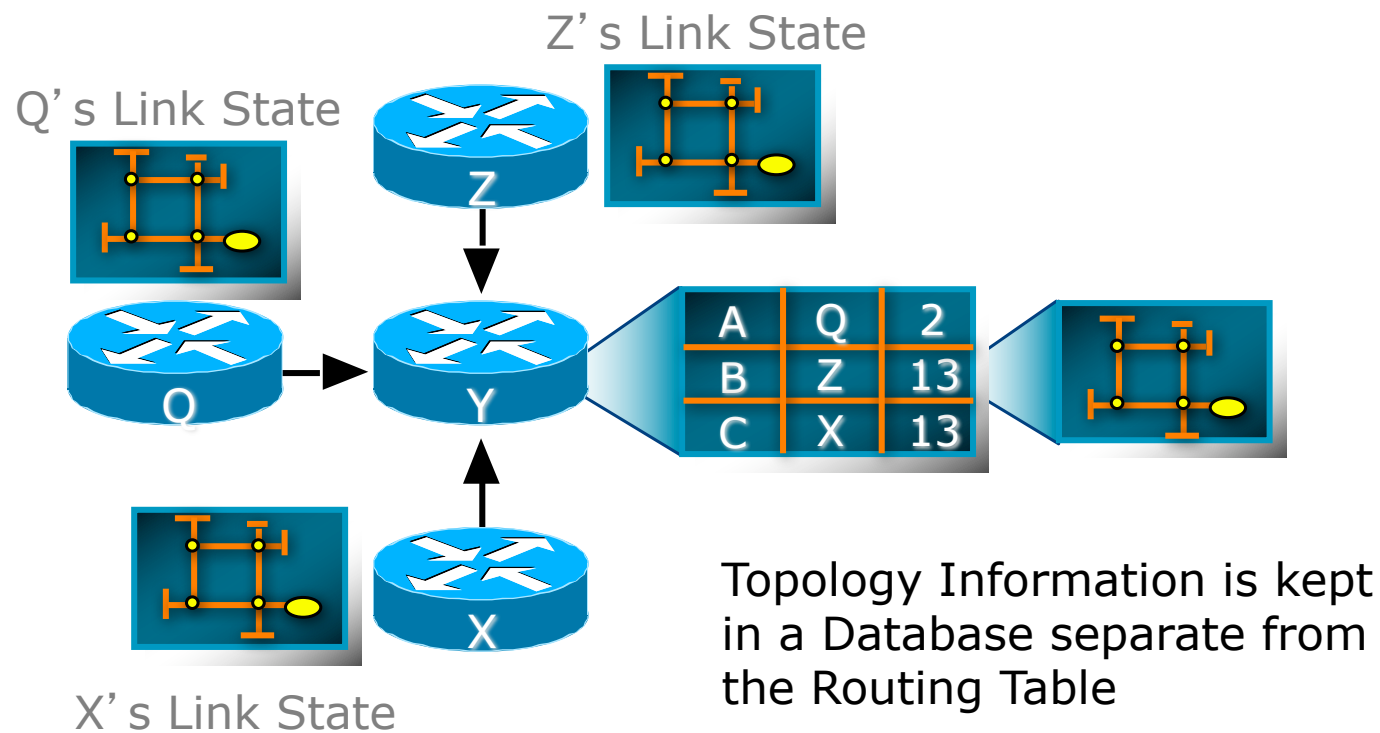 Z’s Link State
Q’s Link State
Z
A Q 2
B Z 13
C X 13
Q
Y
X
X’s Link State
Topology Information is kept
in a Database separate from
the Routing Table